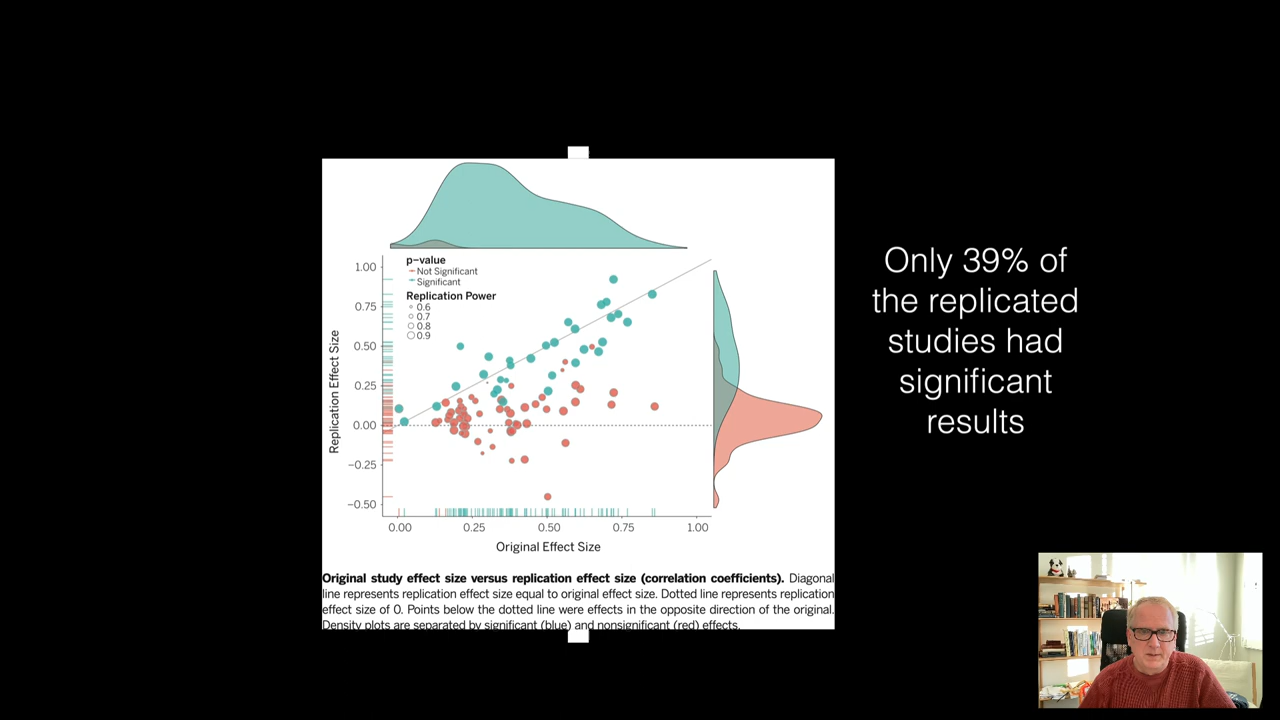 p−value
Not Significant
Significant
Replication Power
0.6
0.7
0.8
0.9
1.00
0.75
0.50
0.25
0.00
−0.25
−0.50
Replication Effect Size
0.00 0.25 0.50 0.75 1.00
Original Effect Size
Original study effect size versus replication effect size (correlation coefficients). Diagonal
line represents replication effect size equal to original effect size. Dotted line represents replication
effect size of 0. Points below the dotted line were effects in the opposite direction of the original.
Density plots are separated by significant (blue) and nonsignificant (red) effects.
Only 39% of
the replicated
studies had
significant
results